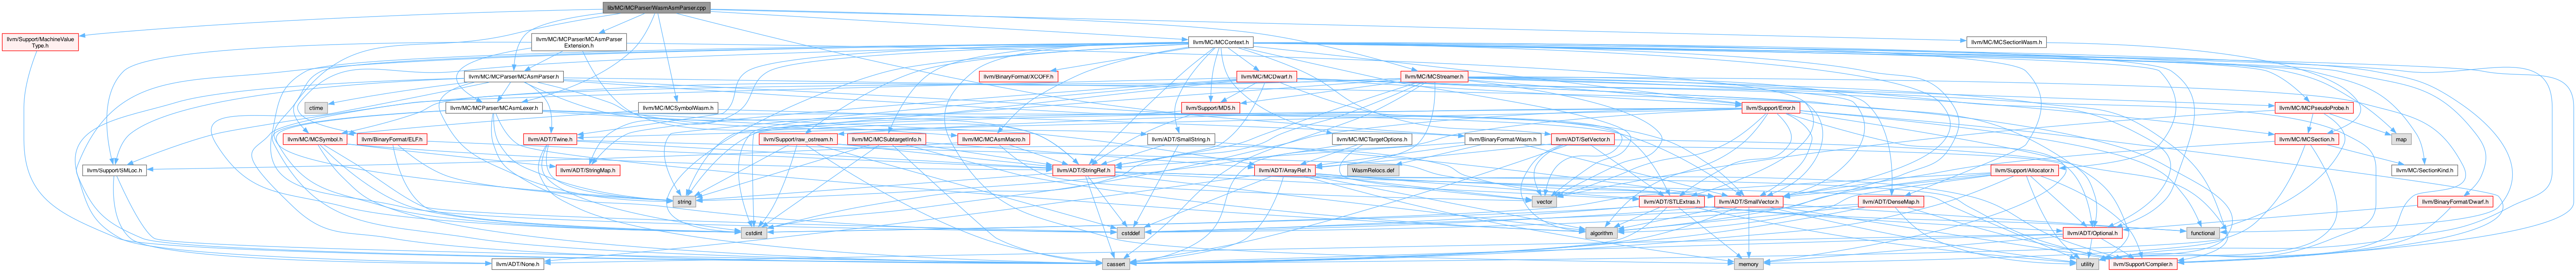 lib/MC/MCParser/WasmAsmParser.cpp
llvm/Support/MachineValue
Type.h
llvm/MC/MCParser/MCAsmParser
Extension.h
llvm/MC/MCContext.h
llvm/MC/MCSectionWasm.h
llvm/MC/MCParser/MCAsmParser.h
llvm/BinaryFormat/XCOFF.h
llvm/MC/MCDwarf.h
llvm/MC/MCStreamer.h
ctime
llvm/MC/MCParser/MCAsmLexer.h
llvm/MC/MCSymbolWasm.h
llvm/Support/MD5.h
llvm/Support/Error.h
llvm/MC/MCPseudoProbe.h
llvm/MC/MCSymbol.h
llvm/BinaryFormat/ELF.h
llvm/ADT/Twine.h
llvm/Support/raw_ostream.h
llvm/MC/MCSubtargetInfo.h
llvm/MC/MCAsmMacro.h
llvm/ADT/SmallString.h
llvm/MC/MCTargetOptions.h
llvm/BinaryFormat/Wasm.h
llvm/ADT/SetVector.h
llvm/MC/MCSection.h
map
llvm/Support/SMLoc.h
llvm/ADT/StringMap.h
llvm/ADT/StringRef.h
llvm/ADT/ArrayRef.h
WasmRelocs.def
llvm/Support/Allocator.h
llvm/MC/SectionKind.h
string
vector
llvm/ADT/STLExtras.h
llvm/ADT/SmallVector.h
llvm/ADT/DenseMap.h
llvm/BinaryFormat/Dwarf.h
cstdint
cstddef
algorithm
llvm/ADT/Optional.h
functional
llvm/ADT/None.h
cassert
memory
utility
llvm/Support/Compiler.h